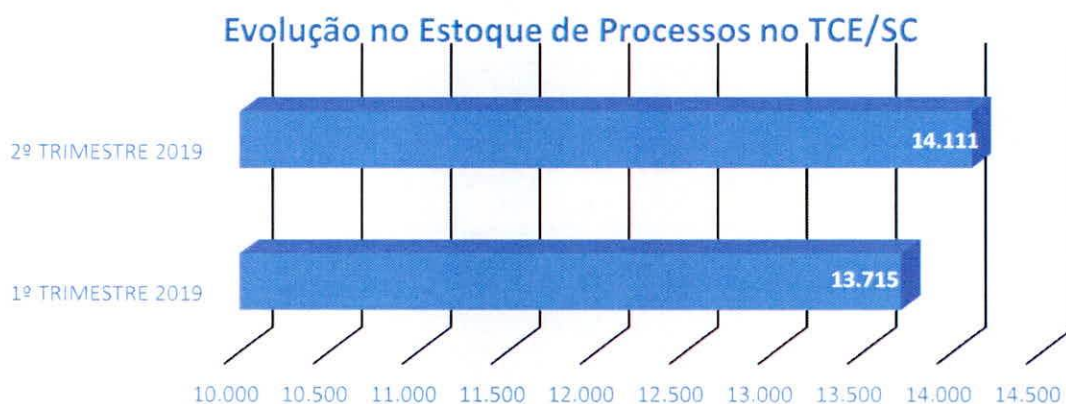 Evolução no Estoque de Processos no TCE/SC
2º TRIMESTRE 2019
14.111
1º TRIMESTRE 2019
13.715
10.000 10.500 11.000 11.500 12.000 12.500 13.000 13.500 14.000 14.500